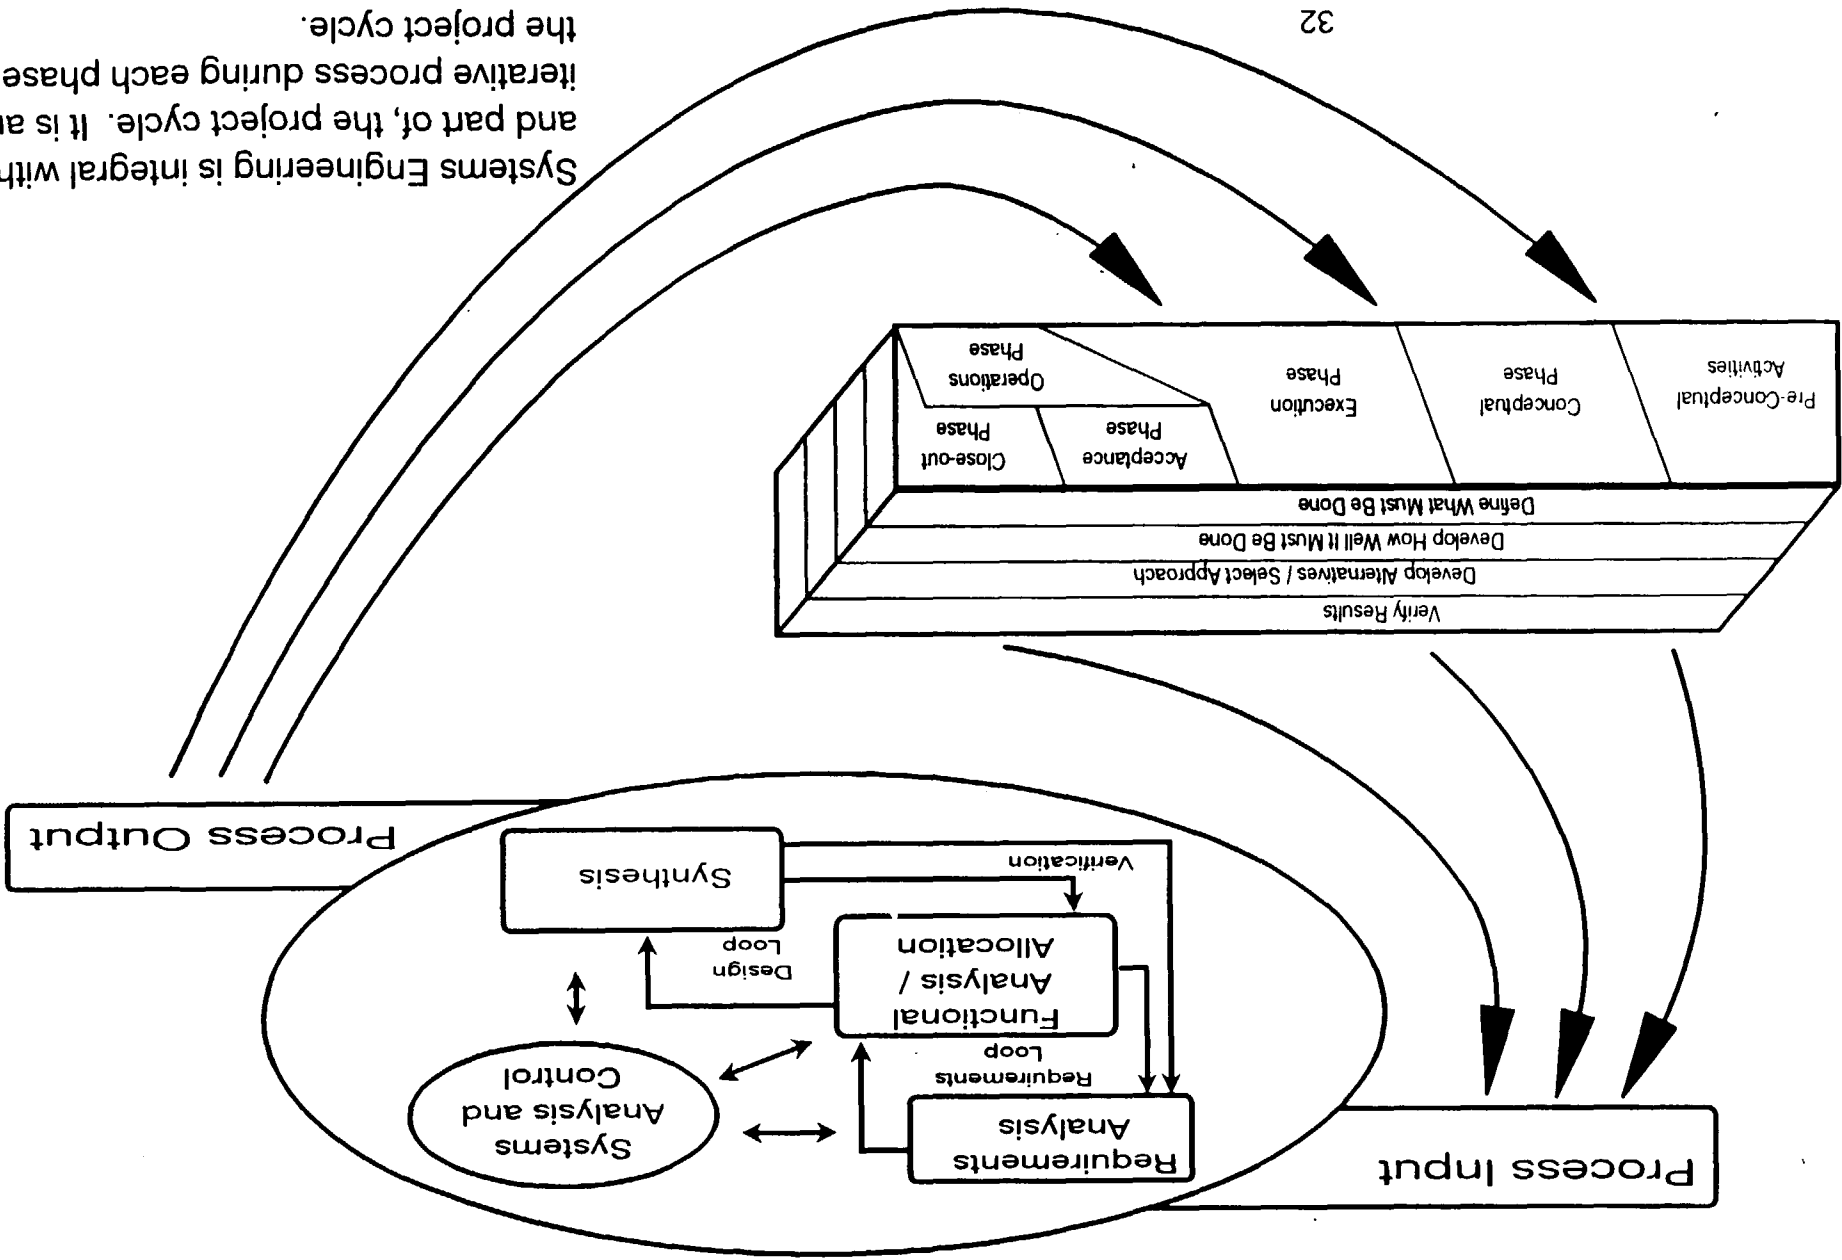 Process Input
Requirements
Analysis
Systems
Analysis and
Control
Requirements
Loop
Functional
Analysis /
Allocation
Design
Loop
Verification
Synthesis
Process Output
Verify Results
Develop Alternatives / Select Approach
Develop How Well It Must Be Done
Define What Must Be Done
Pre-Conceptual
Activities
Conceptual
Phase
Execution
Phase
Acceptance
Phase
Close-out
Phase
Operations
Phase
Systems Engineering is integral with
and part of, the project cycle. It is
iterative process during each phase
the project cycle.
32